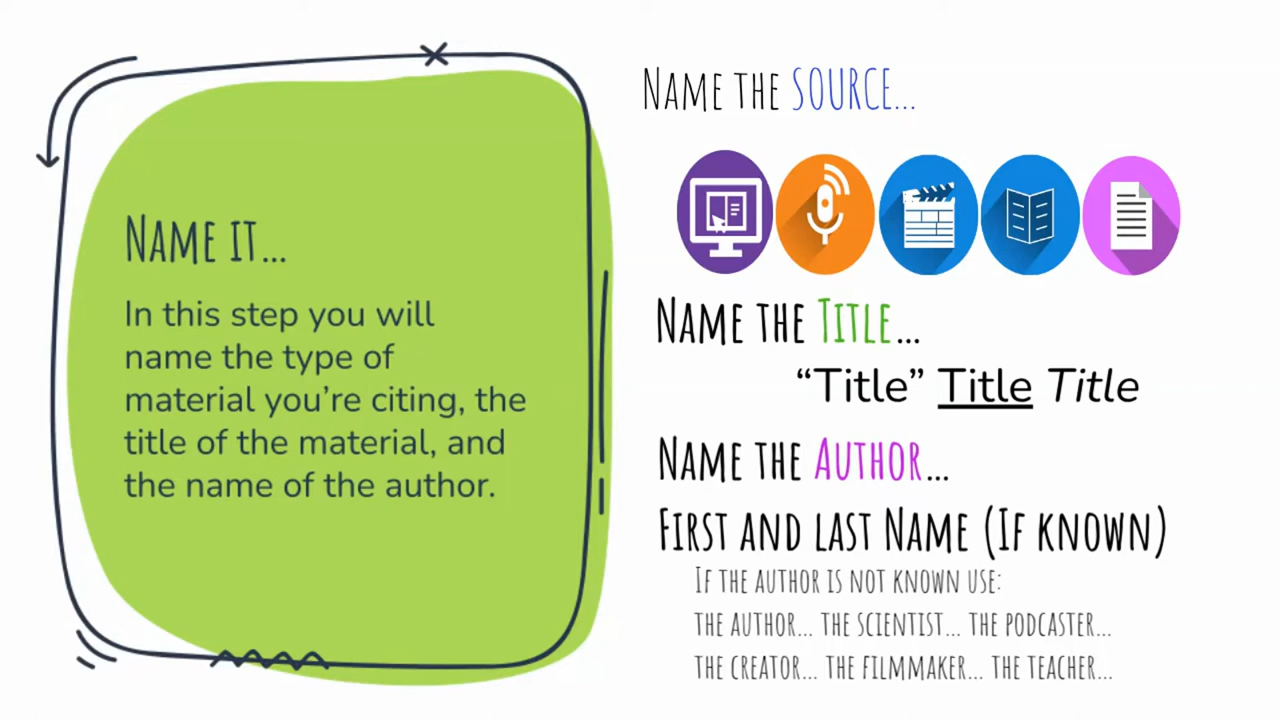 Name it...
In this step you will
name the type of
material you’re citing, the
title of the material, and
the name of the author.
Name the SOURCE...
Name the Title...
“Title” Title Title
Name the Author...
First and last Name (If known)
If the author is not known use:
the author... the scientist... the podcaster...
the creator... the filmmaker... the teacher...